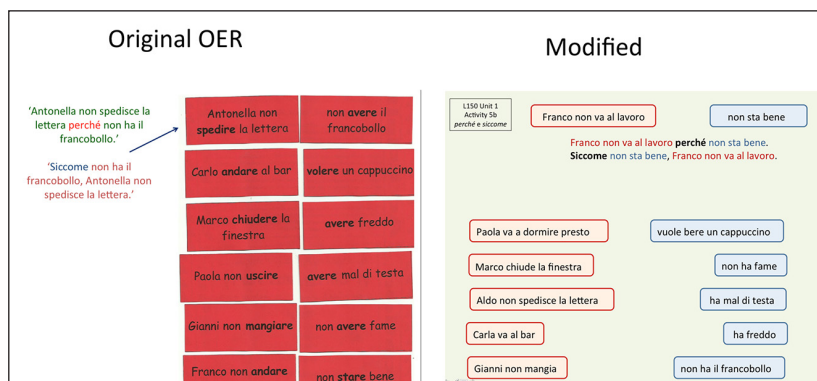 Original OER
Modified
'Antonella non spedisce la
lettera perché non ha il
francobollo.'
'Siccome non ha il
francobollo, Antonella non
spedisce la lettera.'
Antonella non
spedire la lettera
non avere il
francobollo
Carlo andare al bar
volere un cappuccino
Marco chiudere la
finestra
avere freddo
Paola non uscire
avere mal di testa
Gianni non mangiare
non avere fame
Franco non andare
non stare bene
L150 Unit 1
Activity 5b
perché e siccome
Franco non va al lavoro
non sta bene
Franco non va al lavoro perché non sta bene.
Siccome non sta bene, Franco non va al lavoro.
Paola va a dormire presto
vuole bere un cappuccino
Marco chiude la finestra
non ha fame
Aldo non spedisce la lettera
ha mal di testa
Carla va al bar
ha freddo
Gianni non mangia
non ha il francobollo